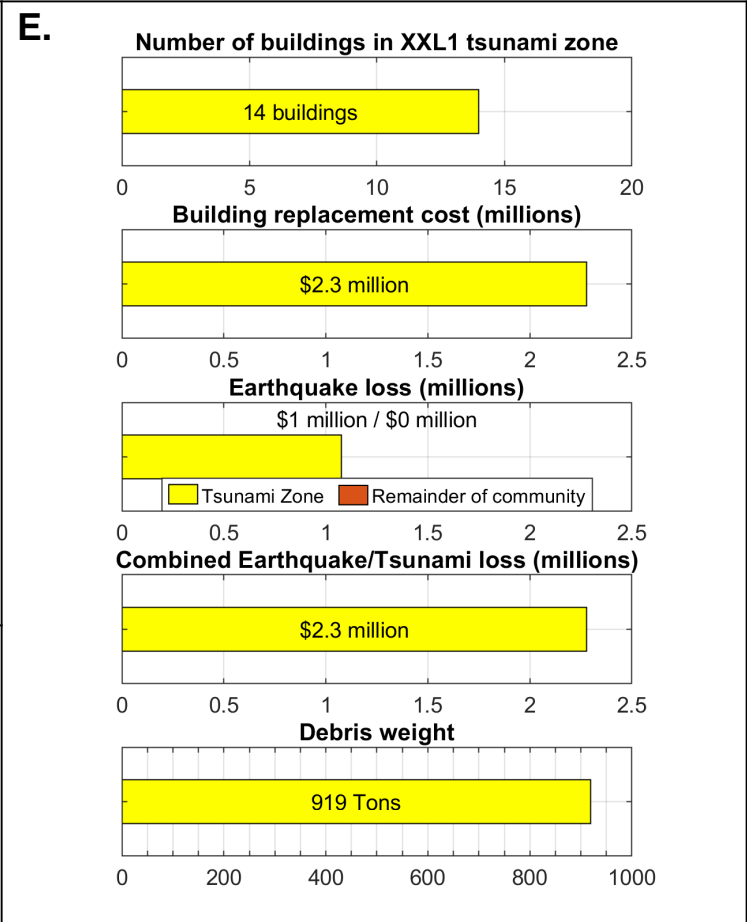 E.
Number of buildings in XXL1 tsunami zone
14 buildings
0 5 10 15 20
Building replacement cost (millions)
$2.3 million
0 0.5 1 1.5 2 2.5
Earthquake loss (millions)
$1 million / $0 million
Tsunami Zone Remainder of community
0 0.5 1 1.5 2 2.5
Combined Earthquake/Tsunami loss (millions)
$2.3 million
0 0.5 1 1.5 2 2.5
Debris weight
919 Tons
0 200 400 600 800 1000